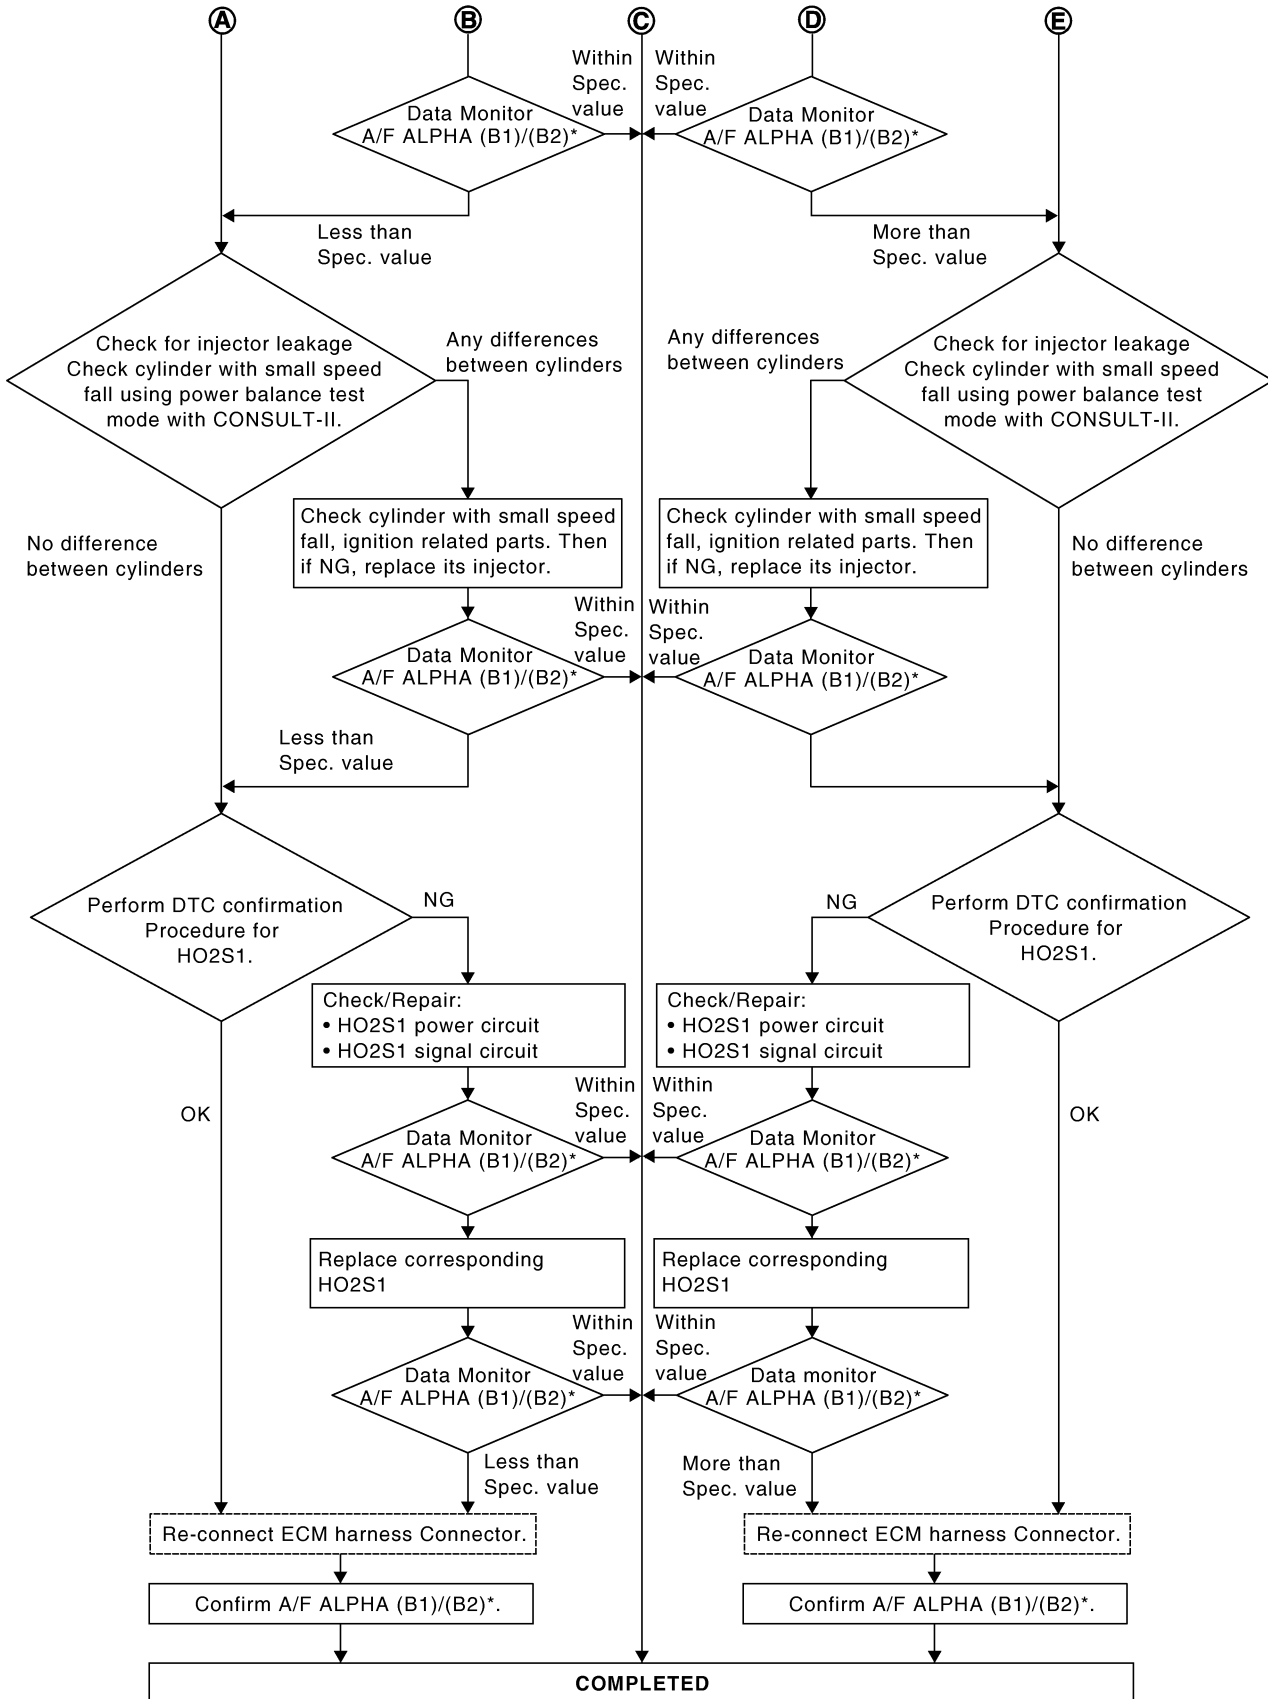 A
B
C
D
E
Within
Spec.
value
Within
Spec.
value
Data Monitor
A/F ALPHA (B1)/(B2)*
Data Monitor
A/F ALPHA (B1)/(B2)*
Less than
Spec. value
More than
Spec. value
Check for injector leakage
Check cylinder with small speed
fall using power balance test
mode with CONSULT-II.
Any differences
between cylinders
Any differences
between cylinders
Check for injector leakage
Check cylinder with small speed
fall using power balance test
mode with CONSULT-II.
No difference
between cylinders
Check cylinder with small speed
fall, ignition related parts. Then
if NG, replace its injector.
Check cylinder with small speed
fall, ignition related parts. Then
if NG, replace its injector.
No difference
between cylinders
Within
Spec.
value
Within
Spec.
value
Data Monitor
A/F ALPHA (B1)/(B2)*
Data Monitor
A/F ALPHA (B1)/(B2)*
Less than
Spec. value
Perform DTC confirmation
Procedure for
HO2S1.
NG
NG
Perform DTC confirmation
Procedure for
HO2S1.
Check/Repair:
• HO2S1 power circuit
• HO2S1 signal circuit
Check/Repair:
• HO2S1 power circuit
• HO2S1 signal circuit
OK
Within
Spec.
value
Within
Spec.
value
OK
Data Monitor
A/F ALPHA (B1)/(B2)*
Data Monitor
A/F ALPHA (B1)/(B2)*
Replace corresponding
HO2S1
Replace corresponding
HO2S1
Within
Spec.
value
Within
Spec.
value
Data Monitor
A/F ALPHA (B1)/(B2)*
Data monitor
A/F ALPHA (B1)/(B2)*
Less than
Spec. value
More than
Spec. value
Re-connect ECM harness Connector.
Re-connect ECM harness Connector.
Confirm A/F ALPHA (B1)/(B2)*.
Confirm A/F ALPHA (B1)/(B2)*.
COMPLETED